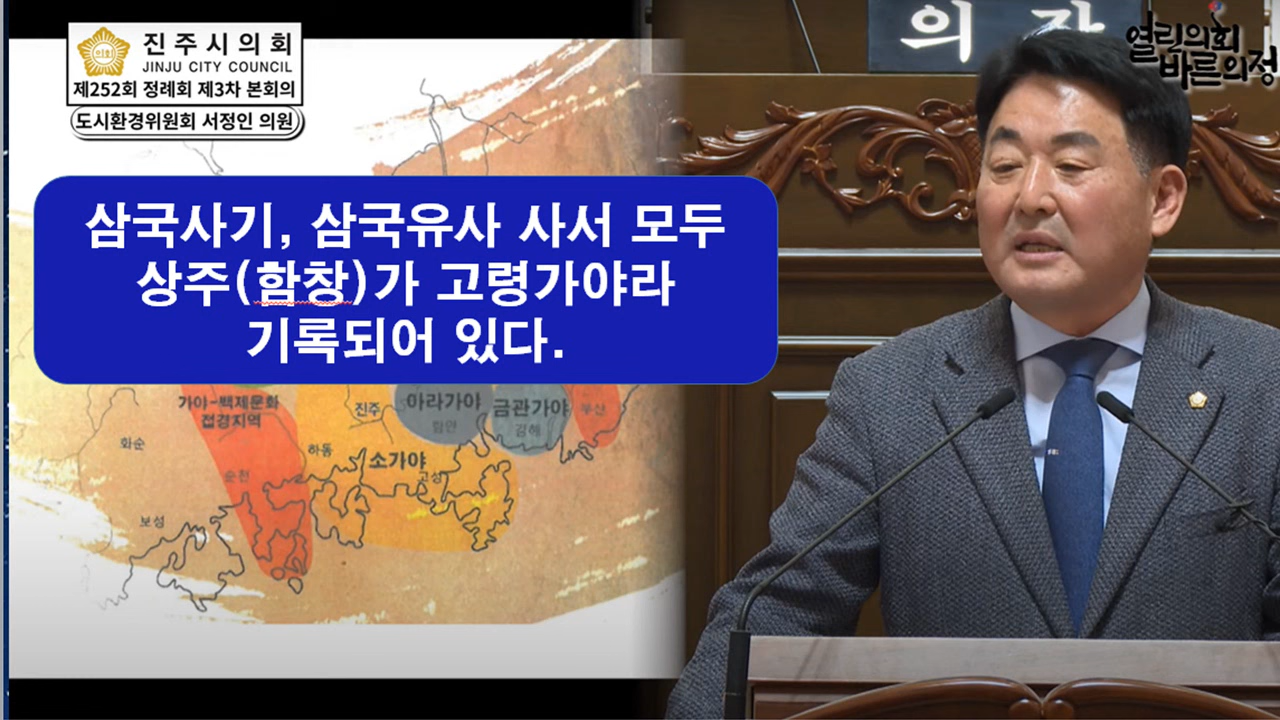 진주시의회
JINJU CITY COUNCIL
의회
제252회 정례회 제3차 본회의
도시환경위원회 서정인 의원
의 장
열린의회
바른의정
삼국사기, 삼국유사 사서 모두
상주(함창)가 고령가야라
기록되어 있다.
가야-백제문화
접경지역
진주
아라가야
함안
금관가야
김해
부산
화순
하동
소가야
고성
순천
보성